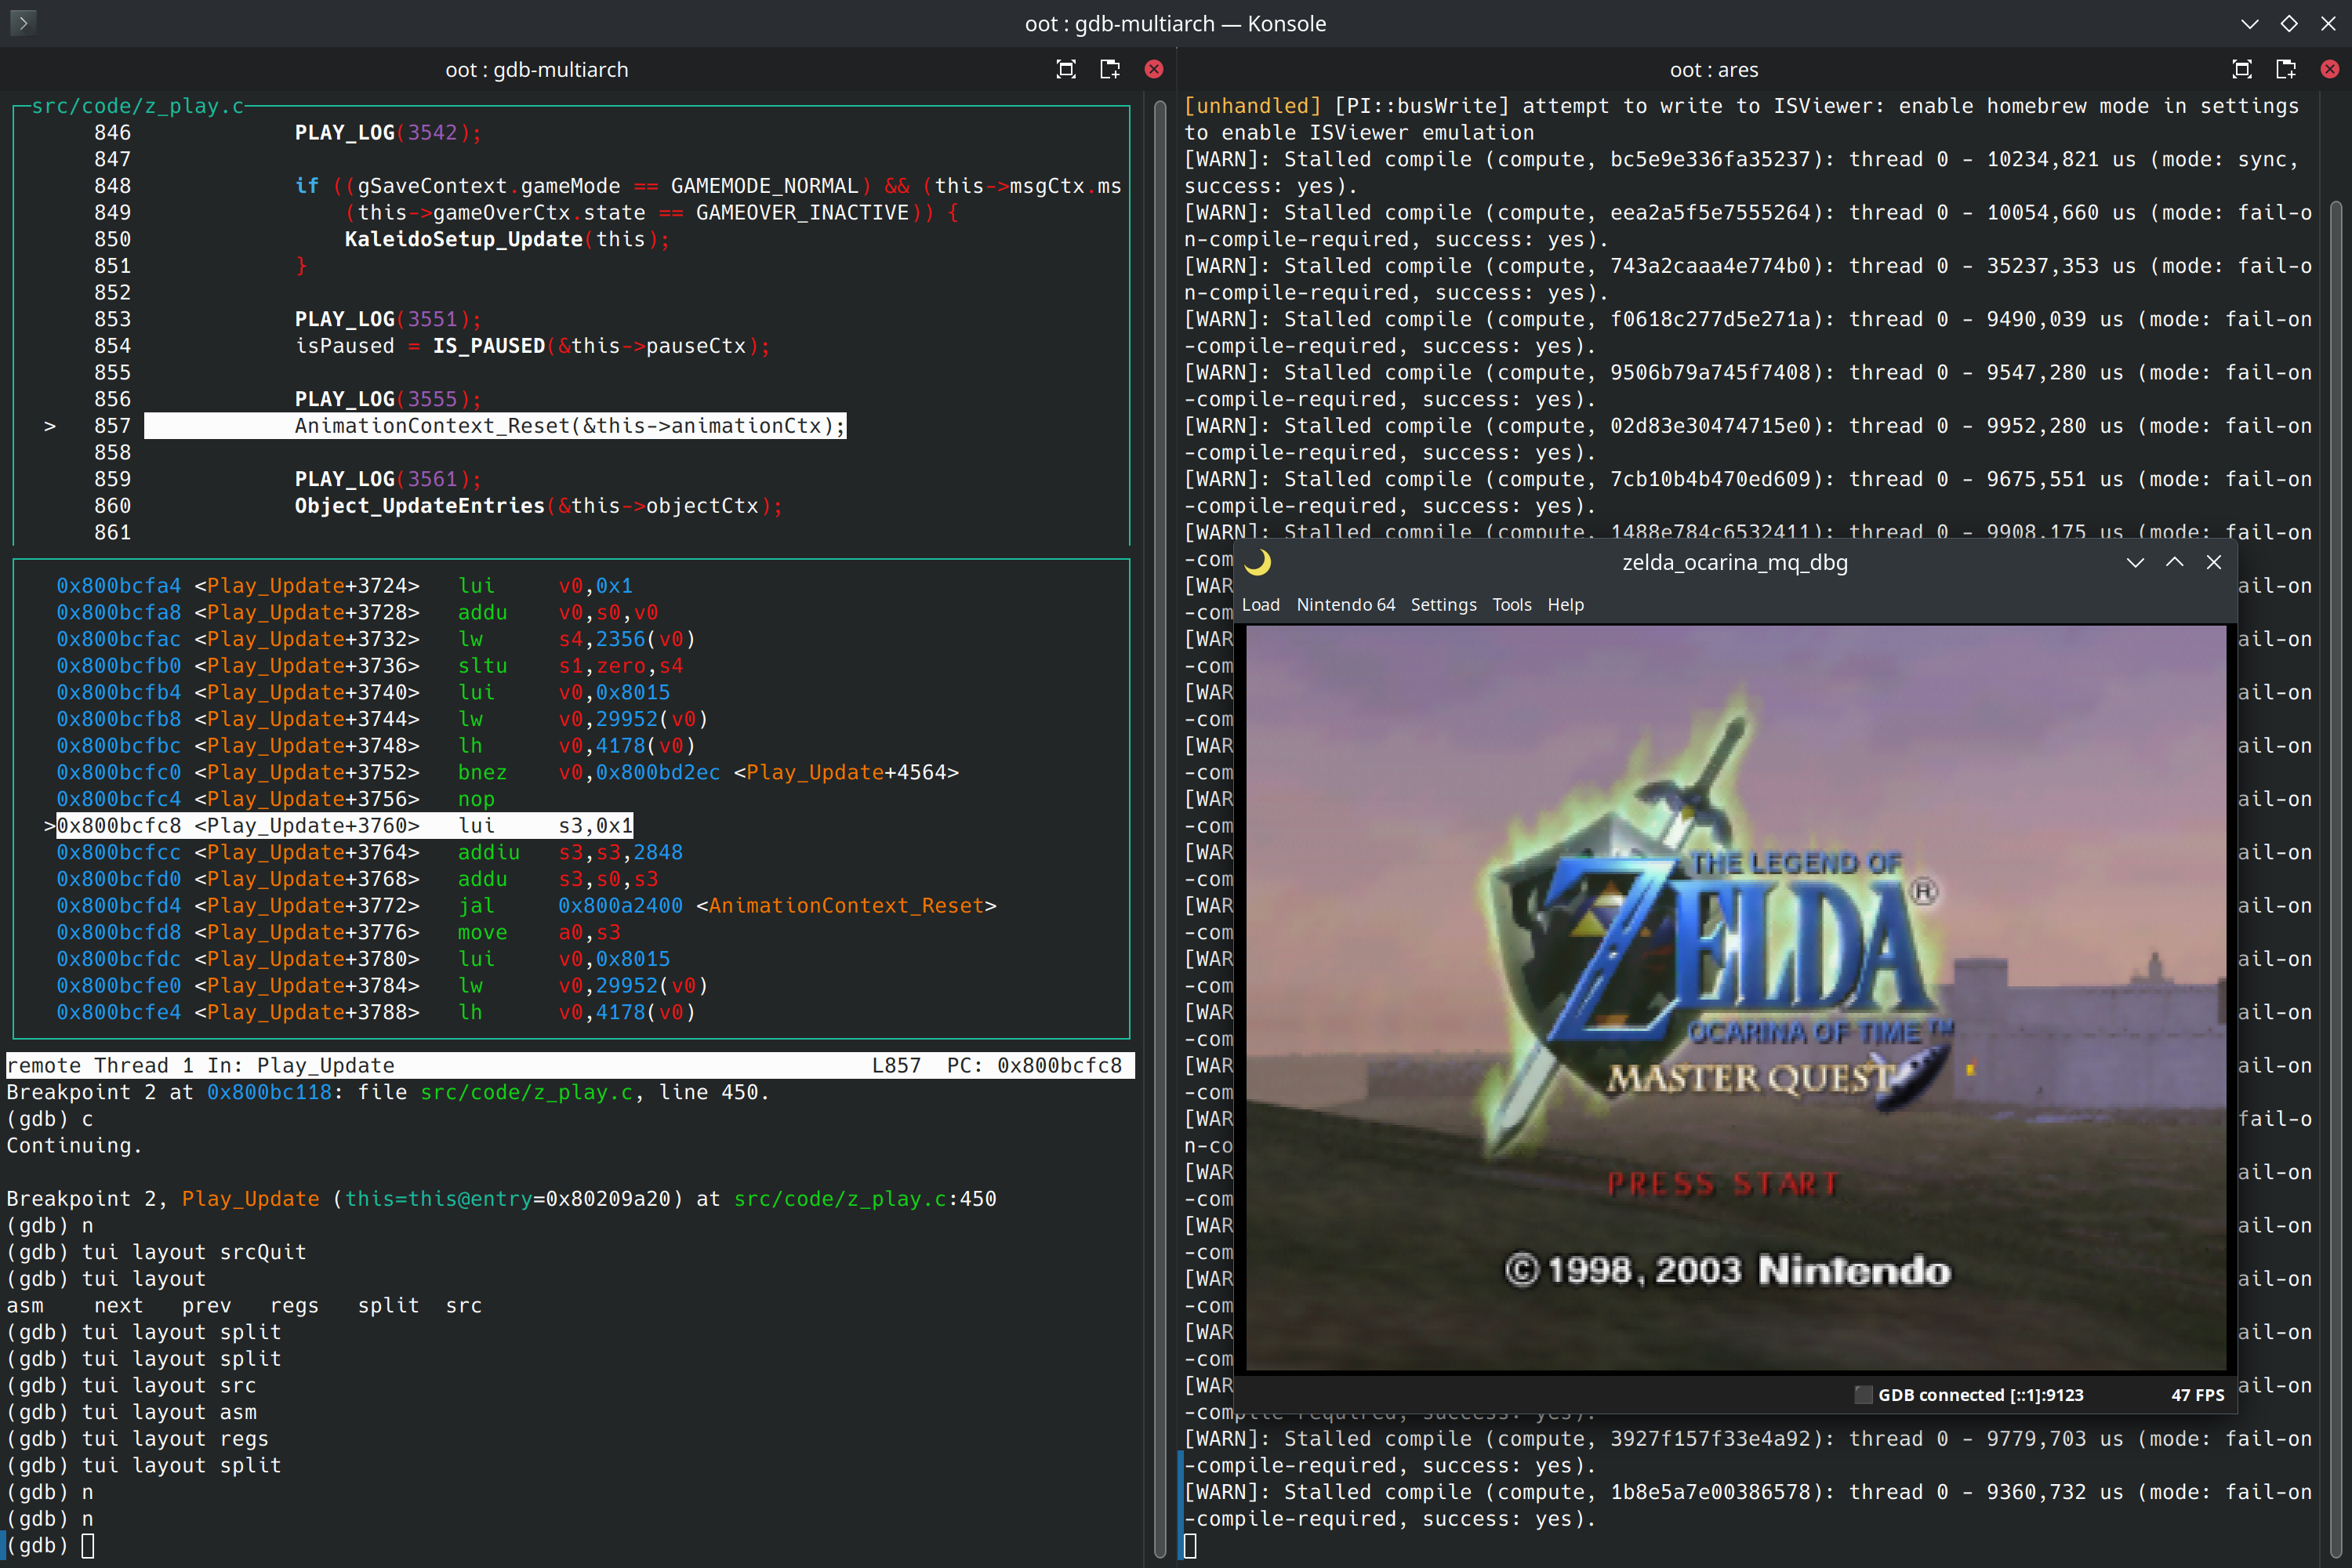 oot : gdb-multiarch — Konsole
oot : gdb-multiarch
src/code/z_play.c
846 PLAY_LOG(3542);
847
848 if ((gSaveContext.gameMode == GAMEMODE_NORMAL) && (this->msgCtx.ms
849 (this->gameOverCtx.state == GAMEOVER_INACTIVE)) {
850 KaleidoSetup_Update(this);
851 }
852
853 PLAY_LOG(3551);
854 isPaused = IS_PAUSED(&this->pauseCtx);
855
856 PLAY_LOG(3555);
> 857 AnimationContext_Reset(&this->animationCtx);
858
859 PLAY_LOG(3561);
860 Object_UpdateEntries(&this->objectCtx);
861
0x800bcfa4 <Play_Update+3724> lui v0,0x1
0x800bcfa8 <Play_Update+3728> addu v0,s0,v0
0x800bcfac <Play_Update+3732> lw s4,2356(v0)
0x800bcfb0 <Play_Update+3736> sltu s1,zero,s4
0x800bcfb4 <Play_Update+3740> lui v0,0x8015
0x800bcfb8 <Play_Update+3744> lw v0,29952(v0)
0x800bcfbc <Play_Update+3748> lh v0,4178(v0)
0x800bcfc0 <Play_Update+3752> bnez v0,0x800bd2ec <Play_Update+4564>
0x800bcfc4 <Play_Update+3756> nop
>0x800bcfc8 <Play_Update+3760> lui s3,0x1
0x800bcfcc <Play_Update+3764> addiu s3,s3,2848
0x800bcfd0 <Play_Update+3768> addu s3,s0,s3
0x800bcfd4 <Play_Update+3772> jal 0x800a2400 <AnimationContext_Reset>
0x800bcfd8 <Play_Update+3776> move a0,s3
0x800bcfdc <Play_Update+3780> lui v0,0x8015
0x800bcfe0 <Play_Update+3784> lw v0,29952(v0)
0x800bcfe4 <Play_Update+3788> lh v0,4178(v0)
remote Thread 1 In: Play_Update L857 PC: 0x800bcfc8
Breakpoint 2 at 0x800bc118: file src/code/z_play.c, line 450.
(gdb) c
Continuing.
Breakpoint 2, Play_Update (this=this@entry=0x80209a20) at src/code/z_play.c:450
(gdb) n
(gdb) tui layout srcQuit
(gdb) tui layout
asm next prev regs split src
(gdb) tui layout split
(gdb) tui layout split
(gdb) tui layout src
(gdb) tui layout asm
(gdb) tui layout regs
(gdb) tui layout split
(gdb) n
(gdb) n
(gdb)
oot : ares
[unhandled] [PI::busWrite] attempt to write to ISViewer: enable homebrew mode in settings
to enable ISViewer emulation
[WARN]: Stalled compile (compute, bc5e9e336fa35237): thread 0 - 10234,821 us (mode: sync,
success: yes).
[WARN]: Stalled compile (compute, eea2a5f5e7555264): thread 0 - 10054,660 us (mode: fail-o
n-compile-required, success: yes).
[WARN]: Stalled compile (compute, 743a2caaa4e774b0): thread 0 - 35237,353 us (mode: fail-o
n-compile-required, success: yes).
[WARN]: Stalled compile (compute, f0618c277d5e271a): thread 0 - 9490,039 us (mode: fail-on
-compile-required, success: yes).
[WARN]: Stalled compile (compute, 9506b79a745f7408): thread 0 - 9547,280 us (mode: fail-on
-compile-required, success: yes).
[WARN]: Stalled compile (compute, 02d83e30474715e0): thread 0 - 9952,280 us (mode: fail-on
-compile-required, success: yes).
[WARN]: Stalled compile (compute, 7cb10b4b470ed609): thread 0 - 9675,551 us (mode: fail-on
-compile-required, success: yes).
[WARN]: Stalled compile (compute, 1488e784c6532411): thread 0 - 9908,175 us (mode: fail-on
zelda_ocarina_mq_dbg
Load Nintendo 64 Settings Tools Help
THE LEGEND OF
ZELDA®
OCARINA OF TIME™
MASTER QUEST
PRESS START
© 1998, 2003 Nintendo
GDB connected [::1]:9123 47 FPS
[WARN]: Stalled compile (compute, 3927f157f33e4a92): thread 0 - 9779,703 us (mode: fail-on
-compile-required, success: yes).
[WARN]: Stalled compile (compute, 1b8e5a7e00386578): thread 0 - 9360,732 us (mode: fail-on
-compile-required, success: yes).